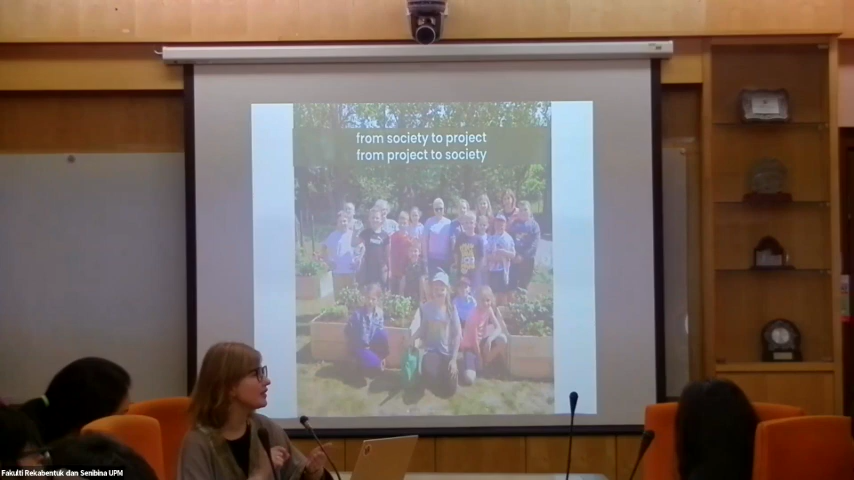 from society to project
from project to society
Fakulti Rekabentuk dan Senibina UPM